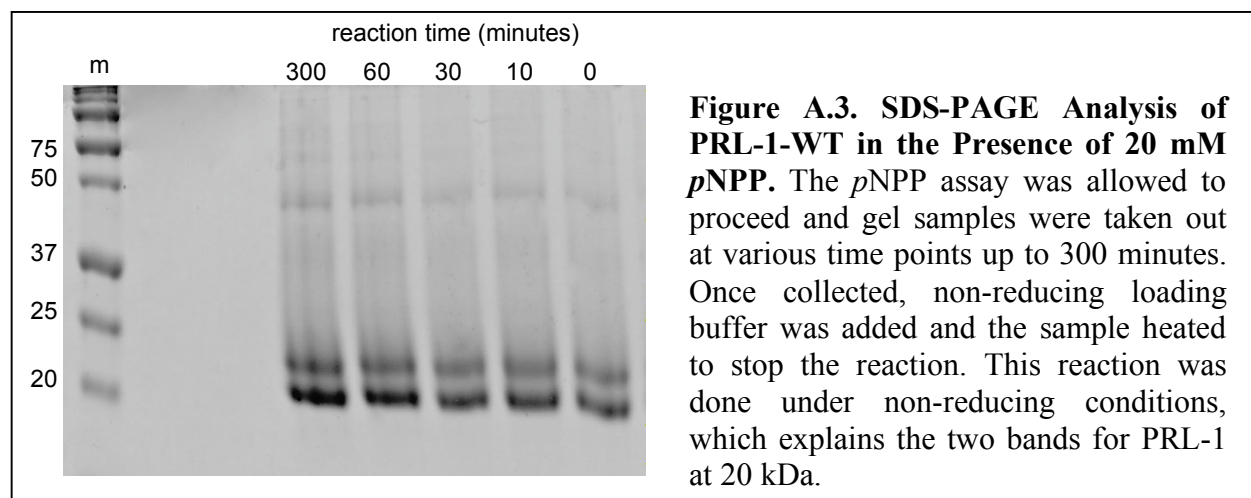 reaction time (minutes)
m 300 60 30 10 0
75
50
37
25
20
Figure A.3. SDS-PAGE Analysis of
PRL-1-WT in the Presence of 20 mM
pNPP. The pNPP assay was allowed to
proceed and gel samples were taken out
at various time points up to 300 minutes.
Once collected, non-reducing loading
buffer was added and the sample heated
to stop the reaction. This reaction was
done under non-reducing conditions,
which explains the two bands for PRL-1
at 20 kDa.